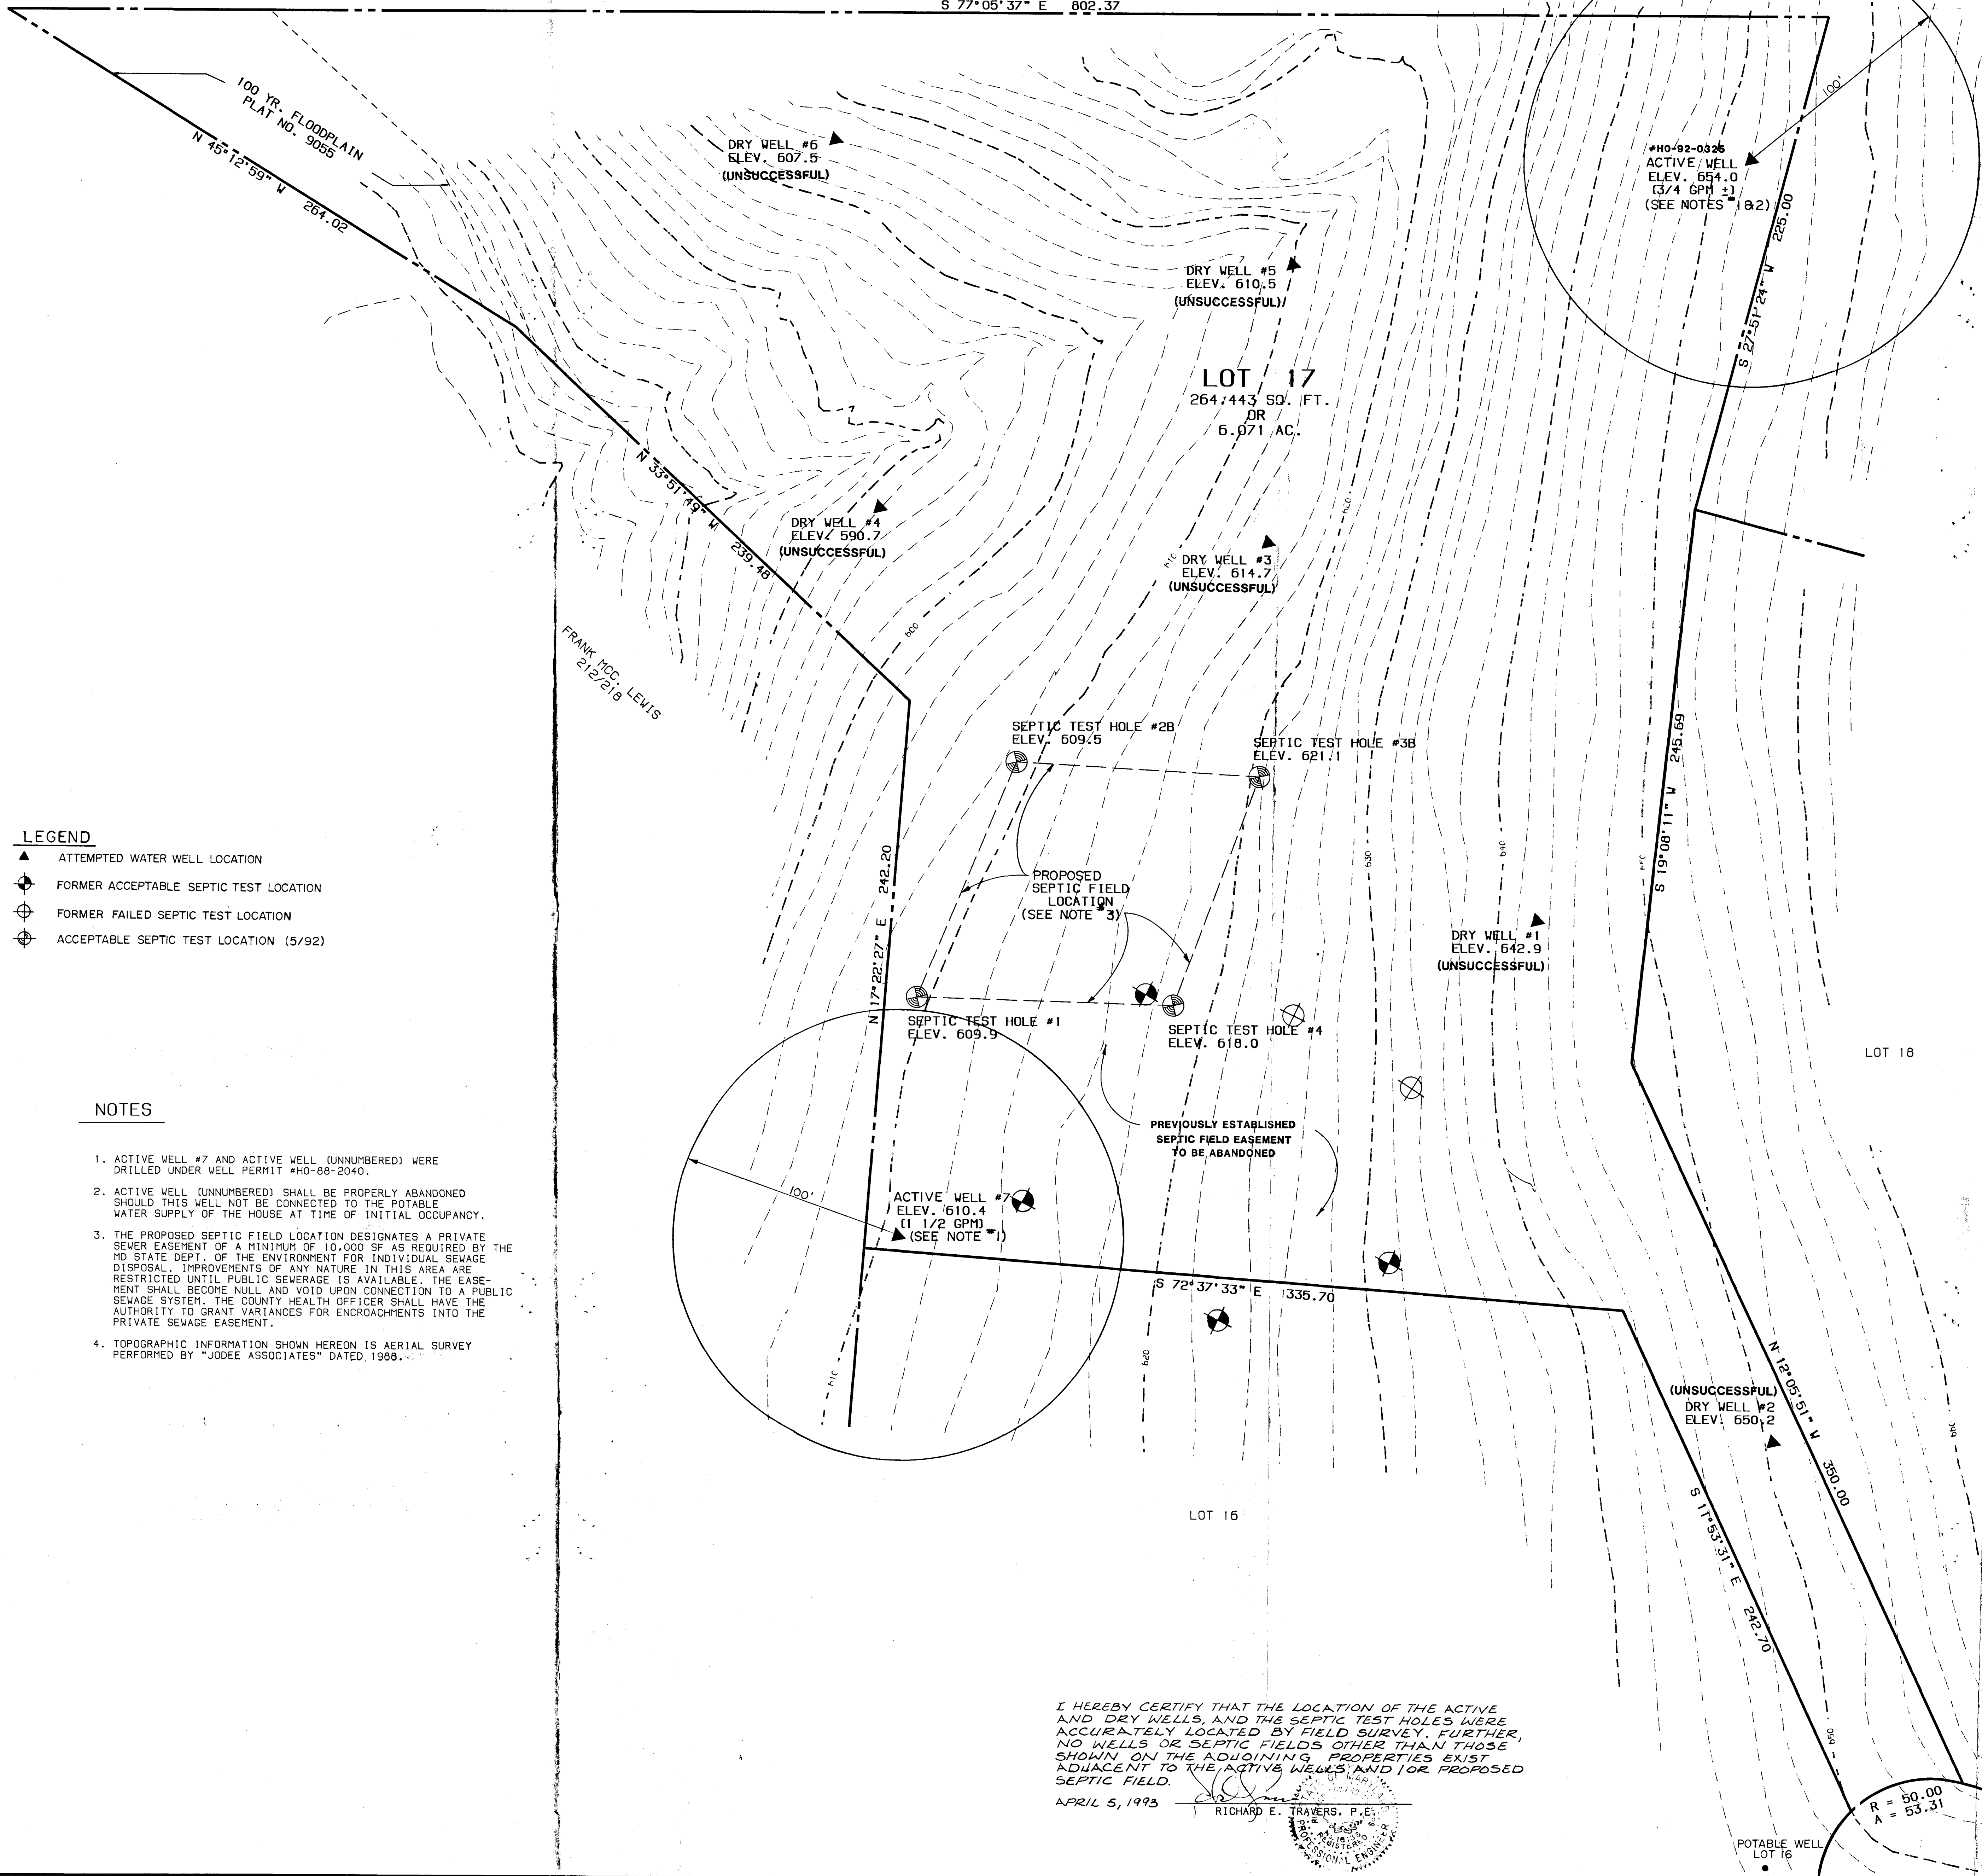 S 77°05'37" E 802.37
100 YR. FLOODPLAIN
PLAT NO. 9055
N 45°12'59" W 264.02
DRY WELL #6
ELEV. 607.5
(UNSUCCESSFUL)
#HO-92-0325
ACTIVE WELL
ELEV. 654.0
(3/4 GPM ±)
(SEE NOTES #1&2)
100'
S 27°51'24" W 225.00
DRY WELL #5
ELEV. 610.5
(UNSUCCESSFUL)
LOT 17
264,443 SQ. FT.
OR
6.071 AC.
N 33°51'49" W 239.48
DRY WELL #4
ELEV. 590.7
(UNSUCCESSFUL)
620
610
DRY WELL #3
ELEV. 614.7
(UNSUCCESSFUL)
600
FRANK MCC. LEWIS
212/218
SEPTIC TEST HOLE #2B
ELEV. 609.5
SEPTIC TEST HOLE #3B
ELEV. 621.1
S 19°08'11" W 245.69
LEGEND
ATTEMPTED WATER WELL LOCATION
FORMER ACCEPTABLE SEPTIC TEST LOCATION
FORMER FAILED SEPTIC TEST LOCATION
ACCEPTABLE SEPTIC TEST LOCATION (5/92)
N 17°22'27" E 242.20
PROPOSED
SEPTIC FIELD
LOCATION
(SEE NOTE #3)
630
640
650
DRY WELL #1
ELEV. 642.9
(UNSUCCESSFUL)
SEPTIC TEST HOLE #1
ELEV. 609.9
SEPTIC TEST HOLE #4
ELEV. 618.0
LOT 18
PREVIOUSLY ESTABLISHED
SEPTIC FIELD EASEMENT
TO BE ABANDONED
NOTES
1. ACTIVE WELL #7 AND ACTIVE WELL (UNNUMBERED) WERE
DRILLED UNDER WELL PERMIT #HO-88-2040.
2. ACTIVE WELL (UNNUMBERED) SHALL BE PROPERLY ABANDONED
SHOULD THIS WELL NOT BE CONNECTED TO THE POTABLE
WATER SUPPLY OF THE HOUSE AT TIME OF INITIAL OCCUPANCY.
3. THE PROPOSED SEPTIC FIELD LOCATION DESIGNATES A PRIVATE
SEWER EASEMENT OF A MINIMUM OF 10,000 SF AS REQUIRED BY THE
MD STATE DEPT. OF THE ENVIRONMENT FOR INDIVIDUAL SEWAGE
DISPOSAL. IMPROVEMENTS OF ANY NATURE IN THIS AREA ARE
RESTRICTED UNTIL PUBLIC SEWERAGE IS AVAILABLE. THE EASE-
MENT SHALL BECOME NULL AND VOID UPON CONNECTION TO A PUBLIC
SEWAGE SYSTEM. THE COUNTY HEALTH OFFICER SHALL HAVE THE
AUTHORITY TO GRANT VARIANCES FOR ENCROACHMENTS INTO THE
PRIVATE SEWAGE EASEMENT.
4. TOPOGRAPHIC INFORMATION SHOWN HEREON IS AERIAL SURVEY
PERFORMED BY "JODEE ASSOCIATES" DATED 1988.
100'
ACTIVE WELL #7
ELEV. 610.4
(1 1/2 GPM)
(SEE NOTE #1)
S 72°37'33" E 335.70
620
610
N 12°05'51" W 350.00
(UNSUCCESSFUL)
DRY WELL #2
ELEV. 650.2
S 11°53'31" E 242.70
LOT 16
650
I HEREBY CERTIFY THAT THE LOCATION OF THE ACTIVE
AND DRY WELLS, AND THE SEPTIC TEST HOLES WERE
ACCURATELY LOCATED BY FIELD SURVEY. FURTHER,
NO WELLS OR SEPTIC FIELDS OTHER THAN THOSE
SHOWN ON THE ADJOINING PROPERTIES EXIST
ADJACENT TO THE ACTIVE WELLS AND/OR PROPOSED
SEPTIC FIELD.
APRIL 5, 1993
RICHARD E. TRAVERS, P.E.
STATE OF MARYLAND
REGISTERED
PROFESSIONAL ENGINEER
R = 50.00
A = 53.31
POTABLE WELL
LOT 16